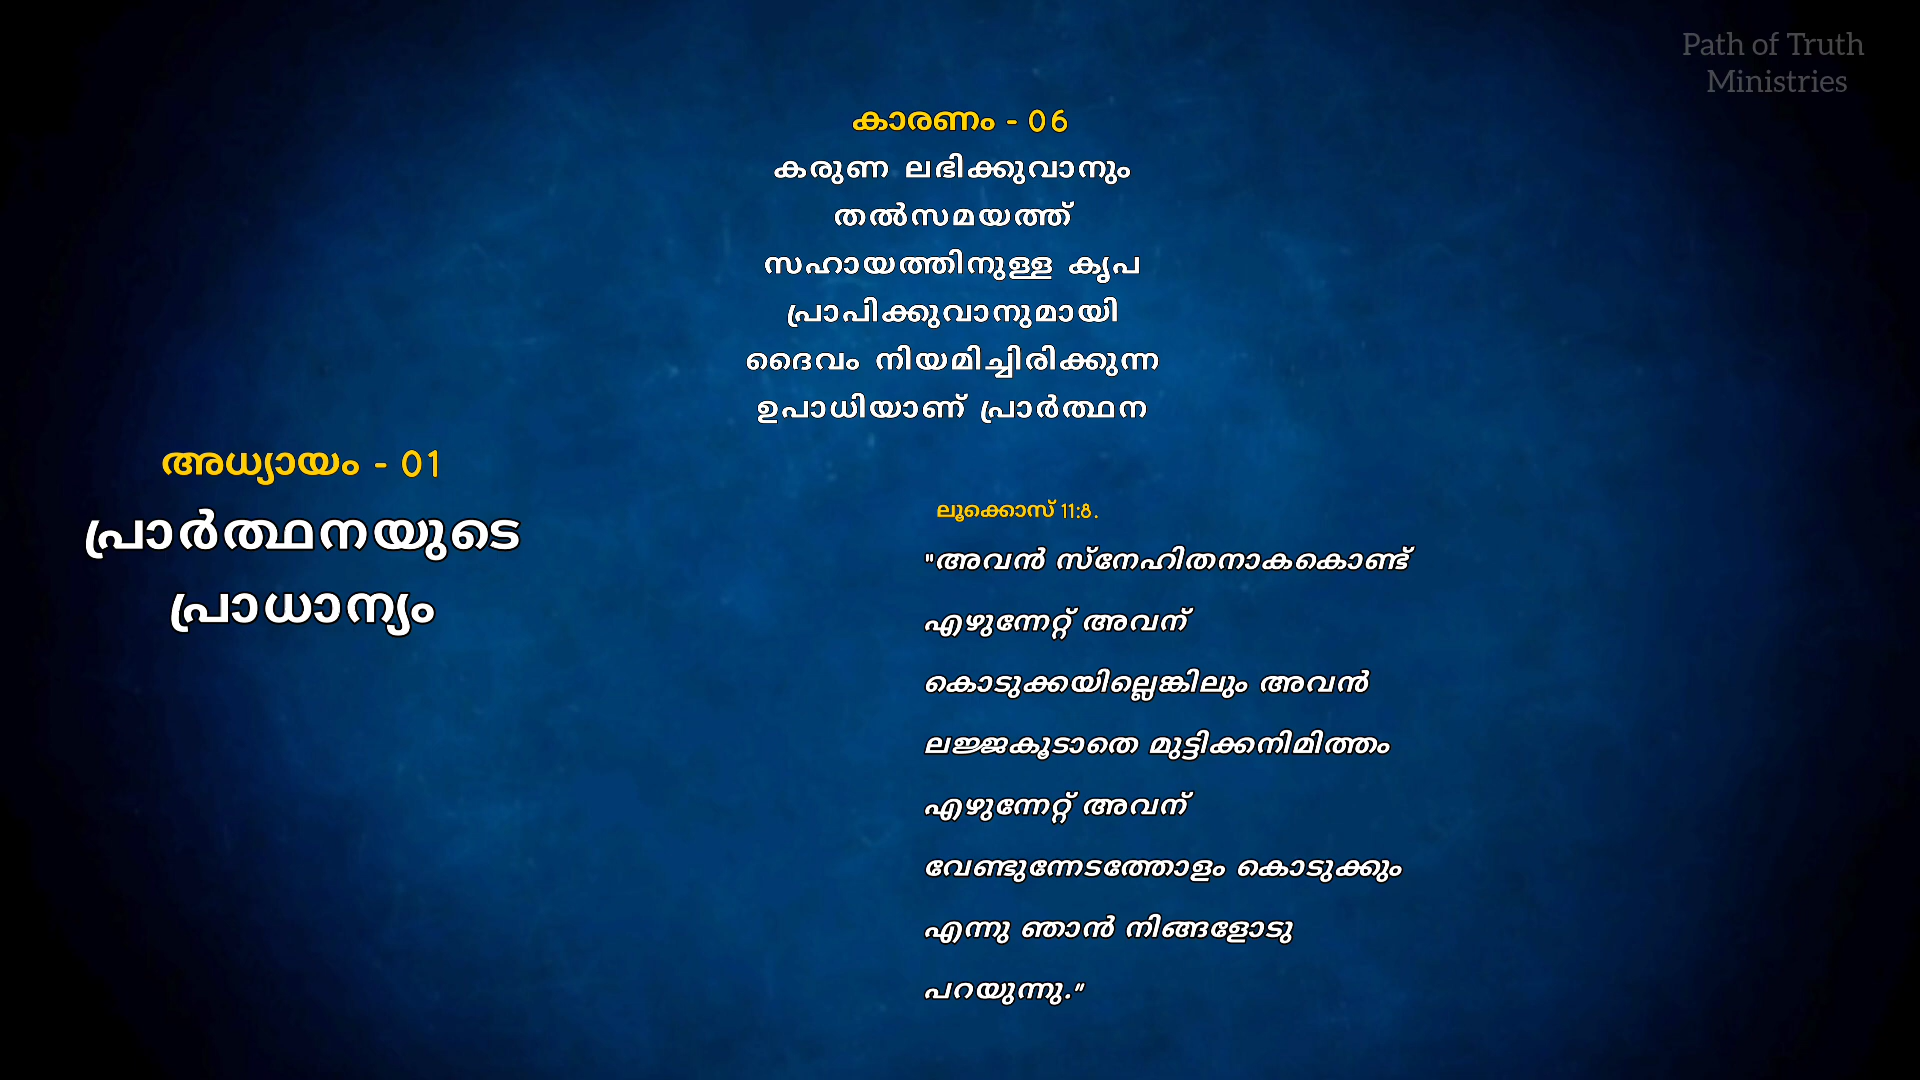 Path of Truth
Ministries
കാരണം - 06
കരുണ ലഭിക്കുവാനും
തൽസമയത്ത്
സഹായത്തിനുള്ള കൃപ
പ്രാപിക്കുവാനുമായി
ദൈവം നിയമിച്ചിരിക്കുന്ന
ഉപാധിയാണ് പ്രാർത്ഥന
അധ്യായം - 01
പ്രാർത്ഥനയുടെ
പ്രാധാന്യം
ലൂക്കൊസ് 11:8.
"അവൻ സ്നേഹിതനാകകൊണ്ട്
എഴുന്നേറ്റ് അവന്
കൊടുക്കയില്ലെങ്കിലും അവൻ
ലജ്ജകൂടാതെ മുട്ടിക്കനിമിത്തം
എഴുന്നേറ്റ് അവന്
വേണ്ടുന്നേടത്തോളം കൊടുക്കും
എന്നു ഞാൻ നിങ്ങളോടു
പറയുന്നു.”